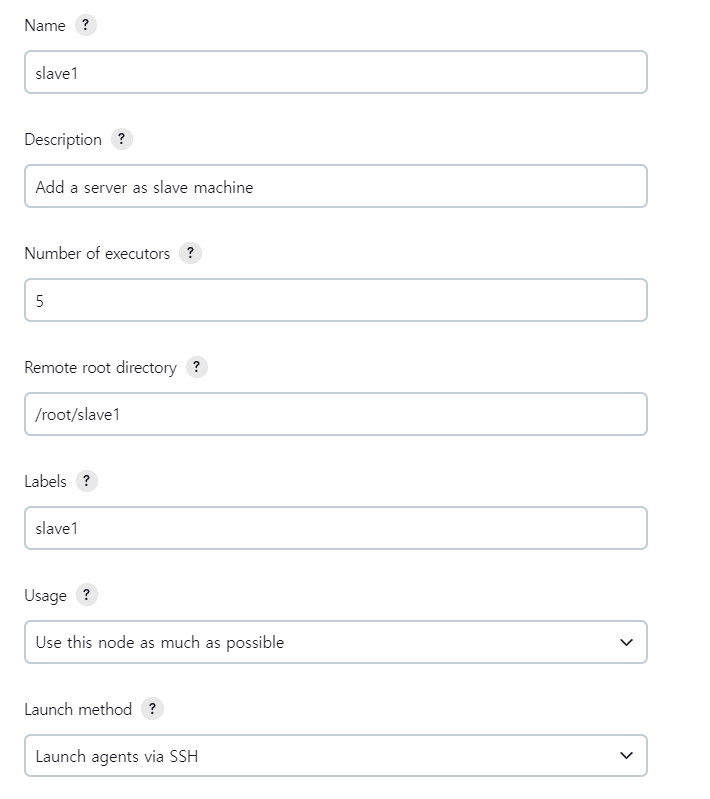 Name ?
slave1
Description ?
Add a server as slave machine
Number of executors ?
5
Remote root directory ?
/root/slave1
Labels ?
slave1
Usage ?
Use this node as much as possible
Launch method ?
Launch agents via SSH